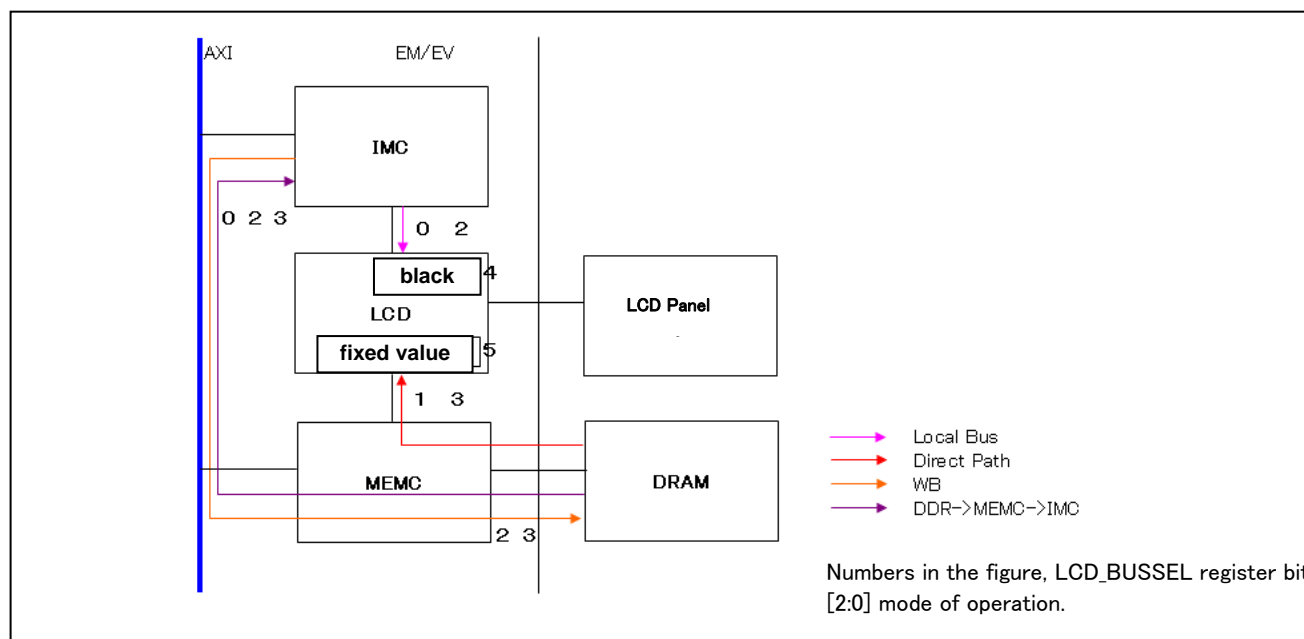 AXI
EM/EV
IMC
0 2 3
0 2
black
4
LCD
LCD Panel
fixed value
5
1 3
MEMC
DRAM
2 3
Local Bus
Direct Path
WB
DDR->MEMC->IMC
Numbers in the figure, LCD_BUSSEL register bit
[2:0] mode of operation.